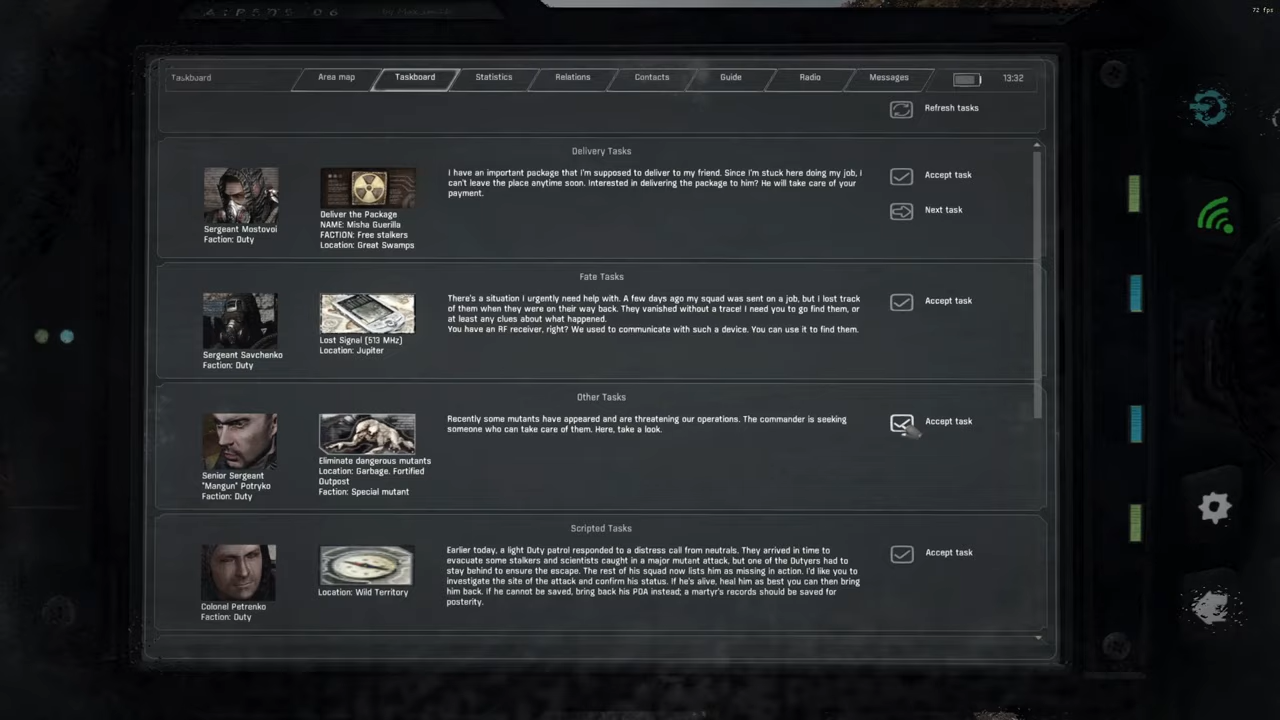 72 fps
Taskboard
Area map
Taskboard
Statistics
Relations
Contacts
Guide
Radio
Messages
13:32
Refresh tasks
Delivery Tasks
Sergeant Mostovoi
Faction: Duty
Deliver the Package
NAME: Misha Guerilla
FACTION: Free stalkers
Location: Great Swamps
I have an important package that I'm supposed to deliver to my friend. Since I'm stuck here doing my job, I
can't leave the place anytime soon. Interested in delivering the package to him? He will take care of your
payment.
Accept task
Next task
Fate Tasks
Sergeant Savchenko
Faction: Duty
Lost Signal (513 MHz)
Location: Jupiter
There's a situation I urgently need help with. A few days ago my squad was sent on a job, but I lost track
of them when they were on their way back. They vanished without a trace! I need you to go find them, or
at least any clues about what happened.
You have an RF receiver, right? We used to communicate with such a device. You can use it to find them.
Accept task
Other Tasks
Senior Sergeant
"Mangun" Potryko
Faction: Duty
Eliminate dangerous mutants
Location: Garbage. Fortified
Outpost
Faction: Special mutant
Recently some mutants have appeared and are threatening our operations. The commander is seeking
someone who can take care of them. Here, take a look.
Accept task
Scripted Tasks
Colonel Petrenko
Faction: Duty
Location: Wild Territory
Earlier today, a light Duty patrol responded to a distress call from neutrals. They arrived in time to
evacuate some stalkers and scientists caught in a major mutant attack, but one of the Dutyers had to
stay behind to ensure the escape. The rest of his squad now lists him as missing in action. I'd like you to
investigate the site of the attack and confirm his status. If he's alive, heal him as best you can then bring
him back. If he cannot be saved, bring back his PDA instead; a martyr's records should be saved for
posterity.
Accept task